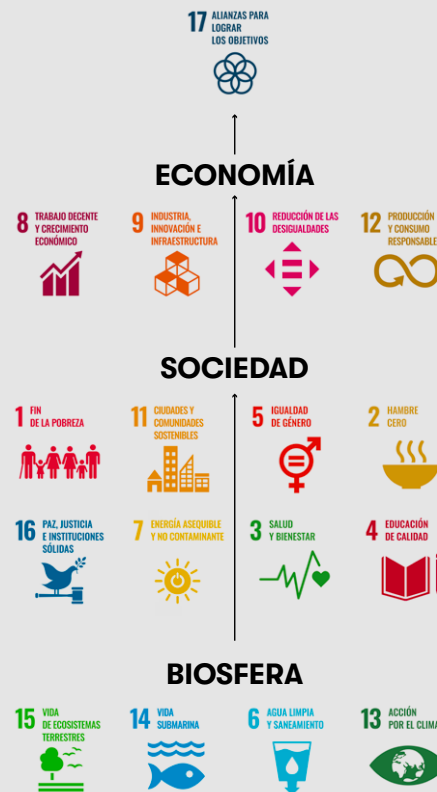 17 ALIANZAS PARA
LOGRAR
LOS OBJETIVOS
ECONOMÍA
8 TRABAJO DECENTE
Y CRECIMIENTO
ECONÓMICO
9 INDUSTRIA,
INNOVACIÓN E
INFRAESTRUCTURA
10 REDUCCIÓN DE LAS
DESIGUALDADES
12 PRODUCCIÓN
Y CONSUMO
RESPONSABLE
SOCIEDAD
1 FIN
DE LA POBREZA
11 CIUDADES Y
COMUNIDADES
SOSTENIBLES
5 IGUALDAD
DE GÉNERO
2 HAMBRE
CERO
16 PAZ, JUSTICIA
E INSTITUCIONES
SÓLIDAS
7 ENERGÍA ASEQUIBLE
Y NO CONTAMINANTE
3 SALUD
Y BIENESTAR
4 EDUCACIÓN
DE CALIDAD
BIOSFERA
15 VIDA
DE ECOSISTEMAS
TERRESTRES
14 VIDA
SUBMARINA
6 AGUA LIMPIA
Y SANEAMIENTO
13 ACCIÓN
POR EL CLIMA